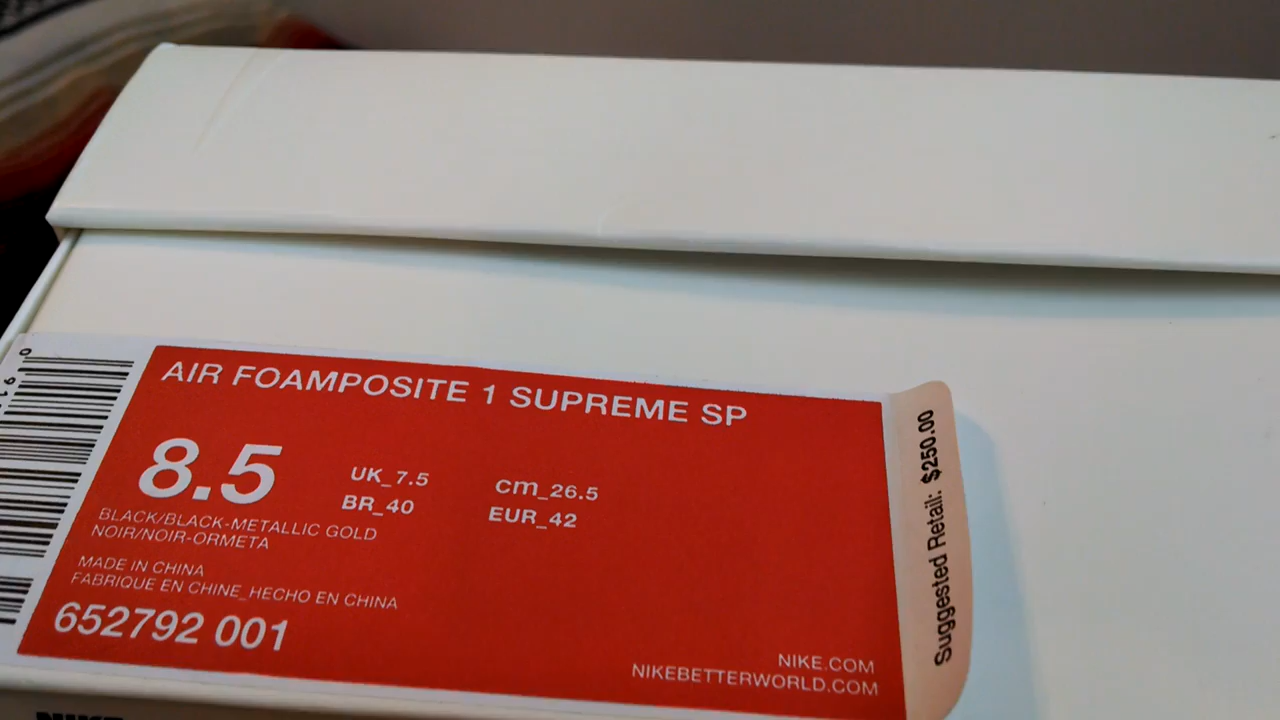 AIR FOAMPOSITE 1 SUPREME SP
8.5
UK_7.5
cm_26.5
BR_40
EUR_42
BLACK/BLACK-METALLIC GOLD
NOIR/NOIR-ORMETA
MADE IN CHINA
FABRIQUE EN CHINE_HECHO EN CHINA
652792 001
NIKE.COM
NIKEBETTERWORLD.COM
Suggested Retail: $250.00